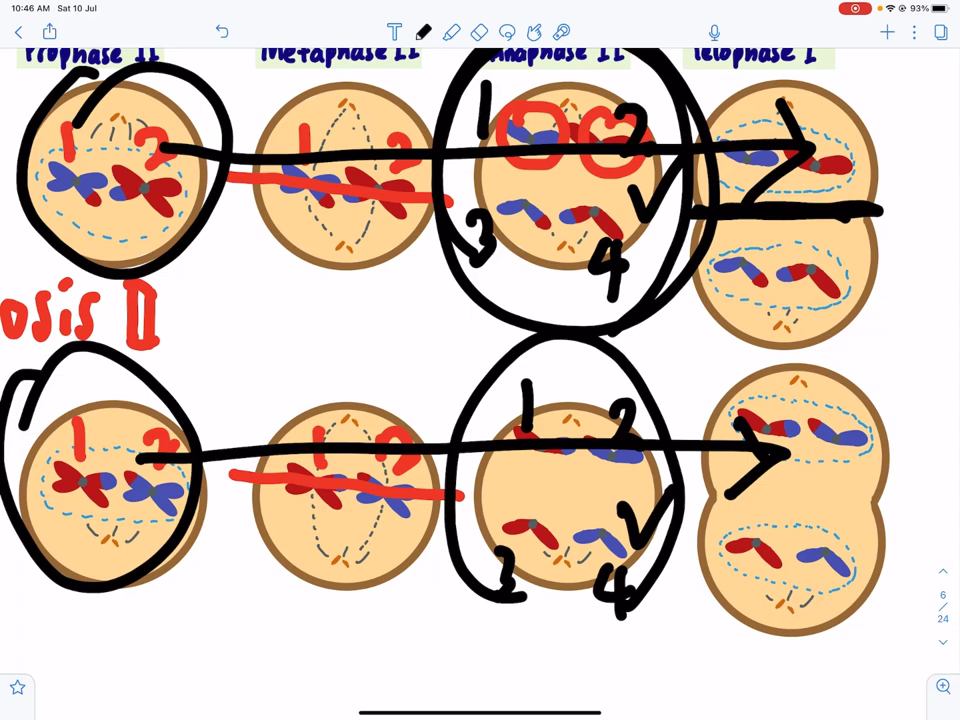 10:46 AM Sat 10 Jul
93%
T
Prophase II Metaphase II Anaphase II Telophase I
1 2 1 2 1 2
3 4
osis II
1 2 1 2 1 2
3 4
6
/
24